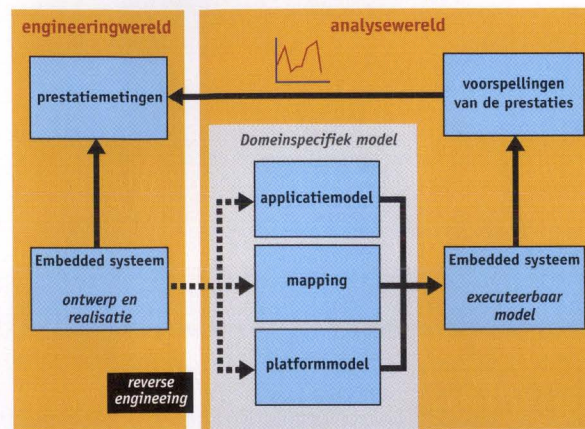 engineeringwereld
analysewereld
prestatiemetingen
voorspellingen
van de prestaties
Domeinspecifiek model
applicatiemodel
Embedded systeem
ontwerp en
realisatie
mapping
Embedded systeem
executeerbaar
model
platformmodel
reverse
engineeing